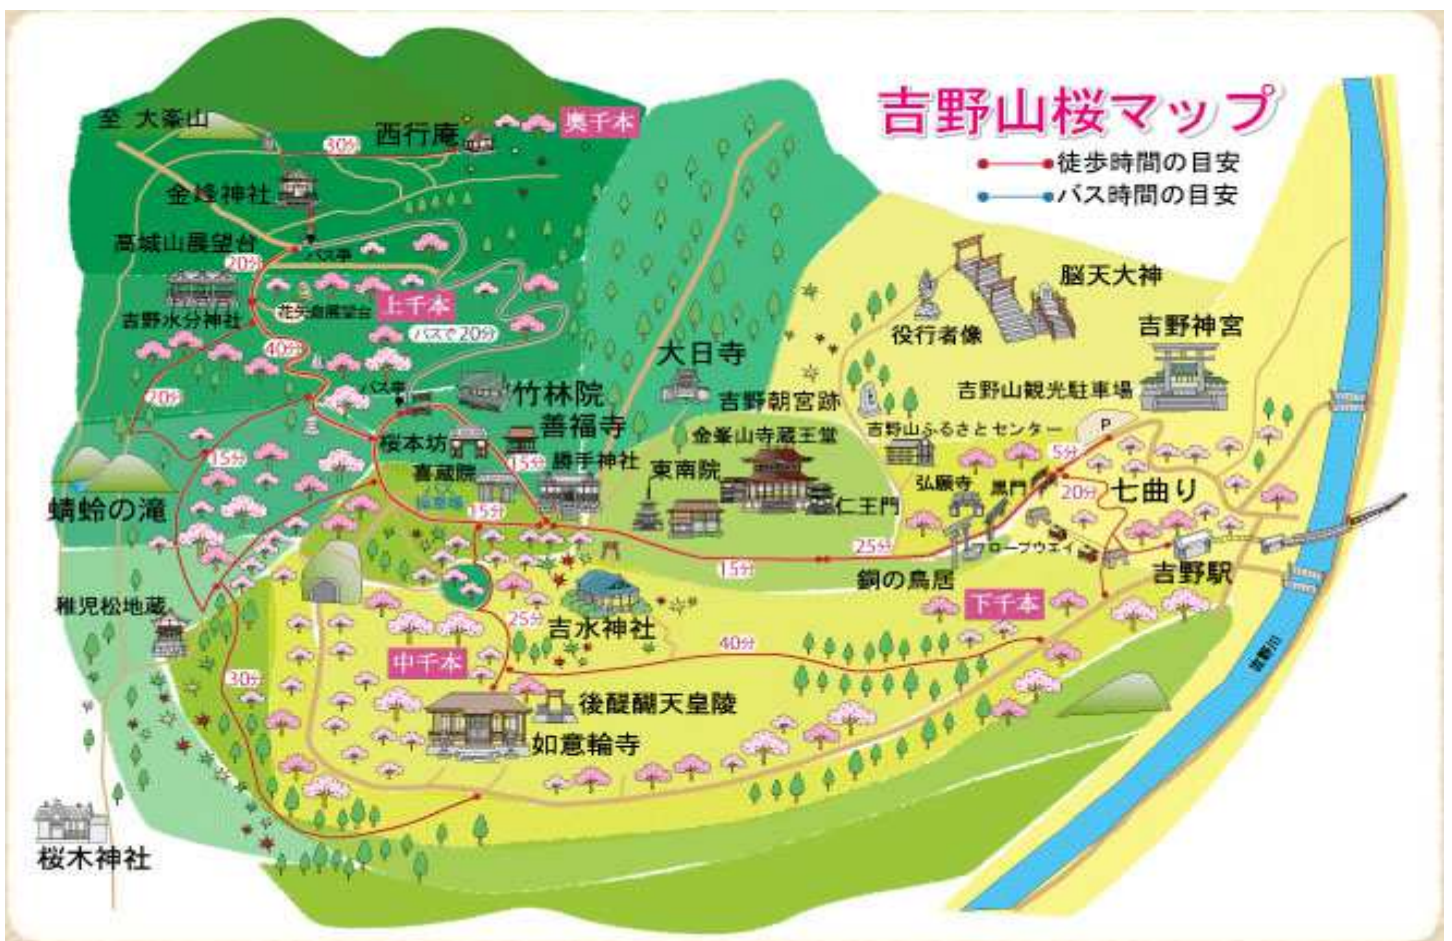 吉野山桜マップ
徒歩時間の目安
バス時間の目安
至 大峯山
30分
西行庵
奥千本
金峰神社
高城山展望台
バス亭
20分
吉野水分神社
花矢倉展望台
上千本
バスで20分
40分
20分
バス亭
竹林院
善福寺
桜本坊
15分
15分
喜蔵院
勝手神社
15分
蜻蛉の滝
稚児松地蔵
大日寺
吉野朝宮跡
金峯山寺蔵王堂
東南院
仁王門
役行者像
脳天大神
吉野神宮
吉野山観光駐車場
P
吉野山ふるさとセンター
5分
弘願寺
黒門
20分
七曲り
25分
15分
銅の鳥居
吉野駅
下千本
吉水神社
25分
40分
中千本
30分
後醍醐天皇陵
如意輪寺
桜木神社
吉野川